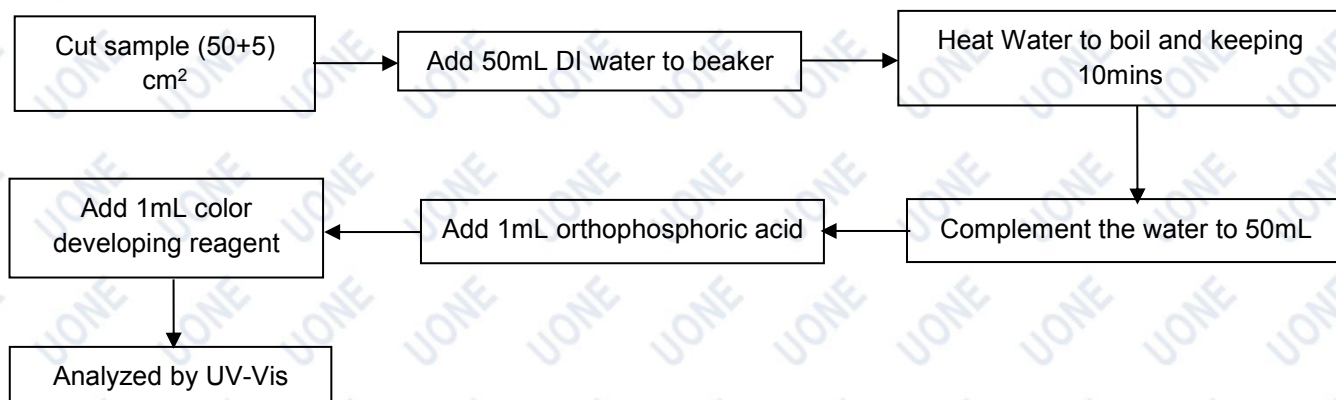 Cut sample (50+5)
cm²
Add 50mL DI water to beaker
Heat Water to boil and keeping
10mins
Complement the water to 50mL
Add 1mL orthophosphoric acid
Add 1mL color
developing reagent
Analyzed by UV-Vis
UONE